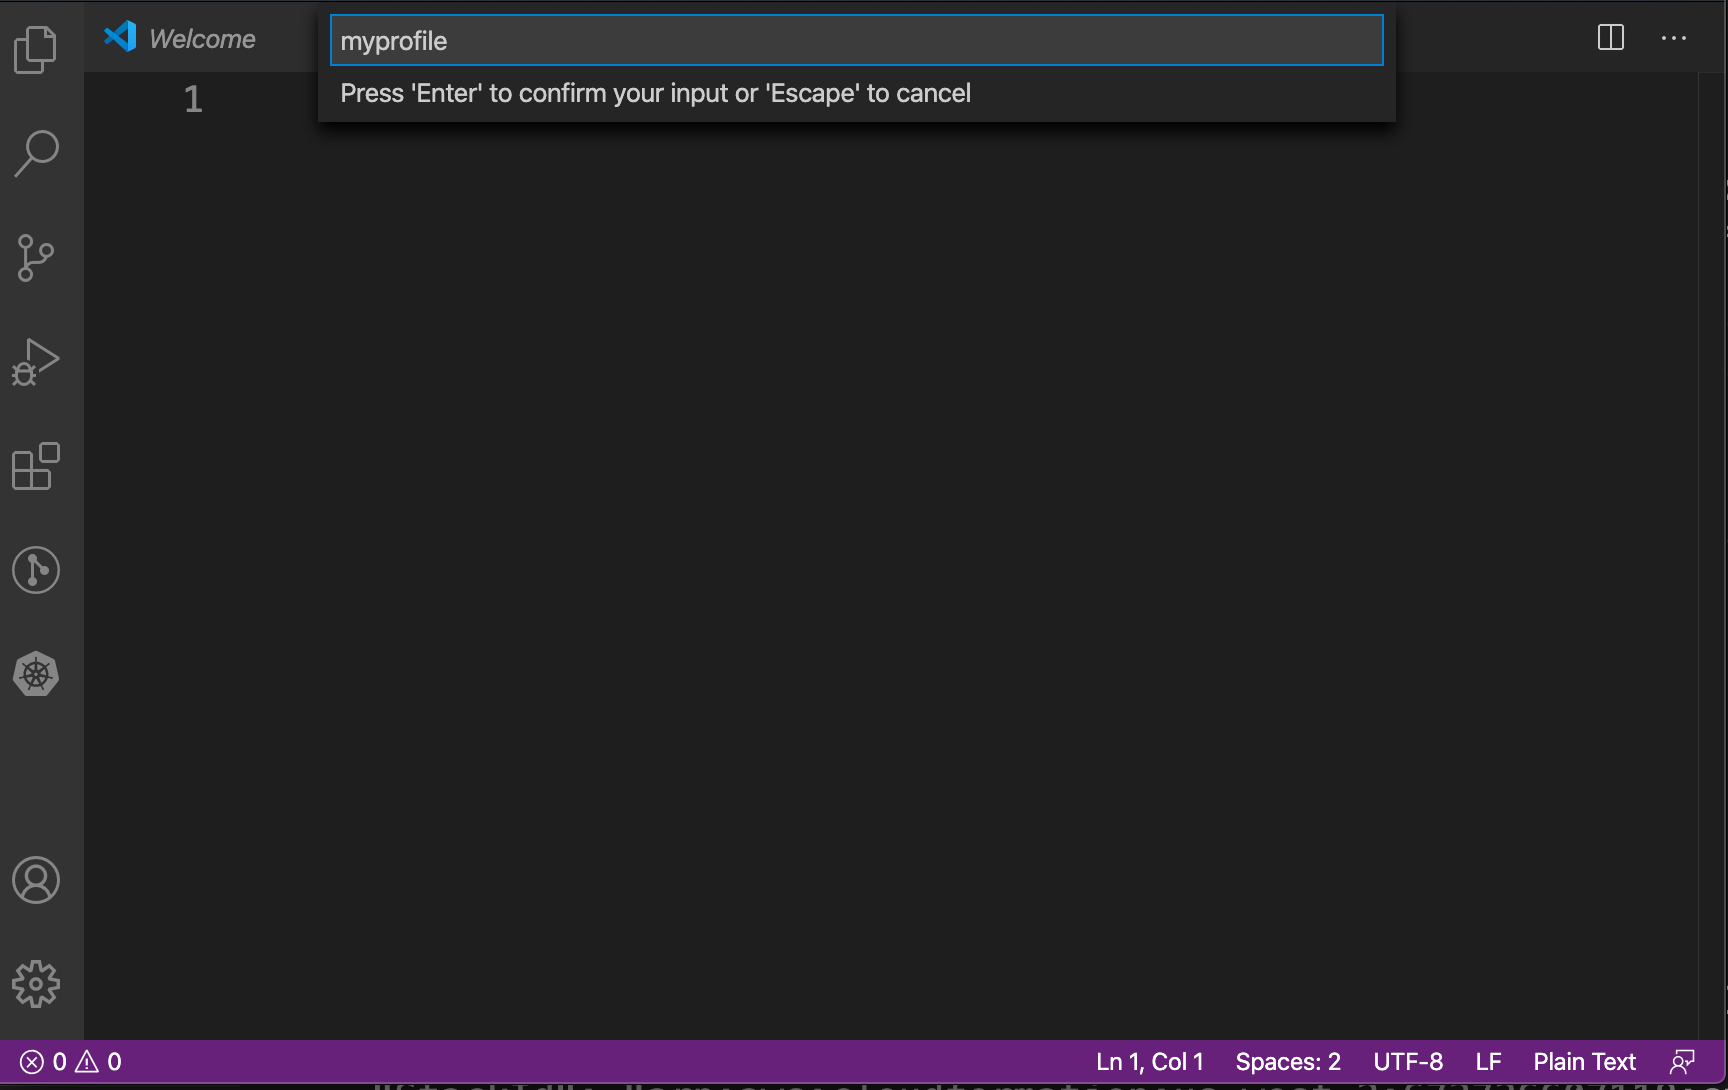 Welcome
myprofile
Press 'Enter' to confirm your input or 'Escape' to cancel
1
0 0
Ln 1, Col 1 Spaces: 2 UTF-8 LF Plain Text